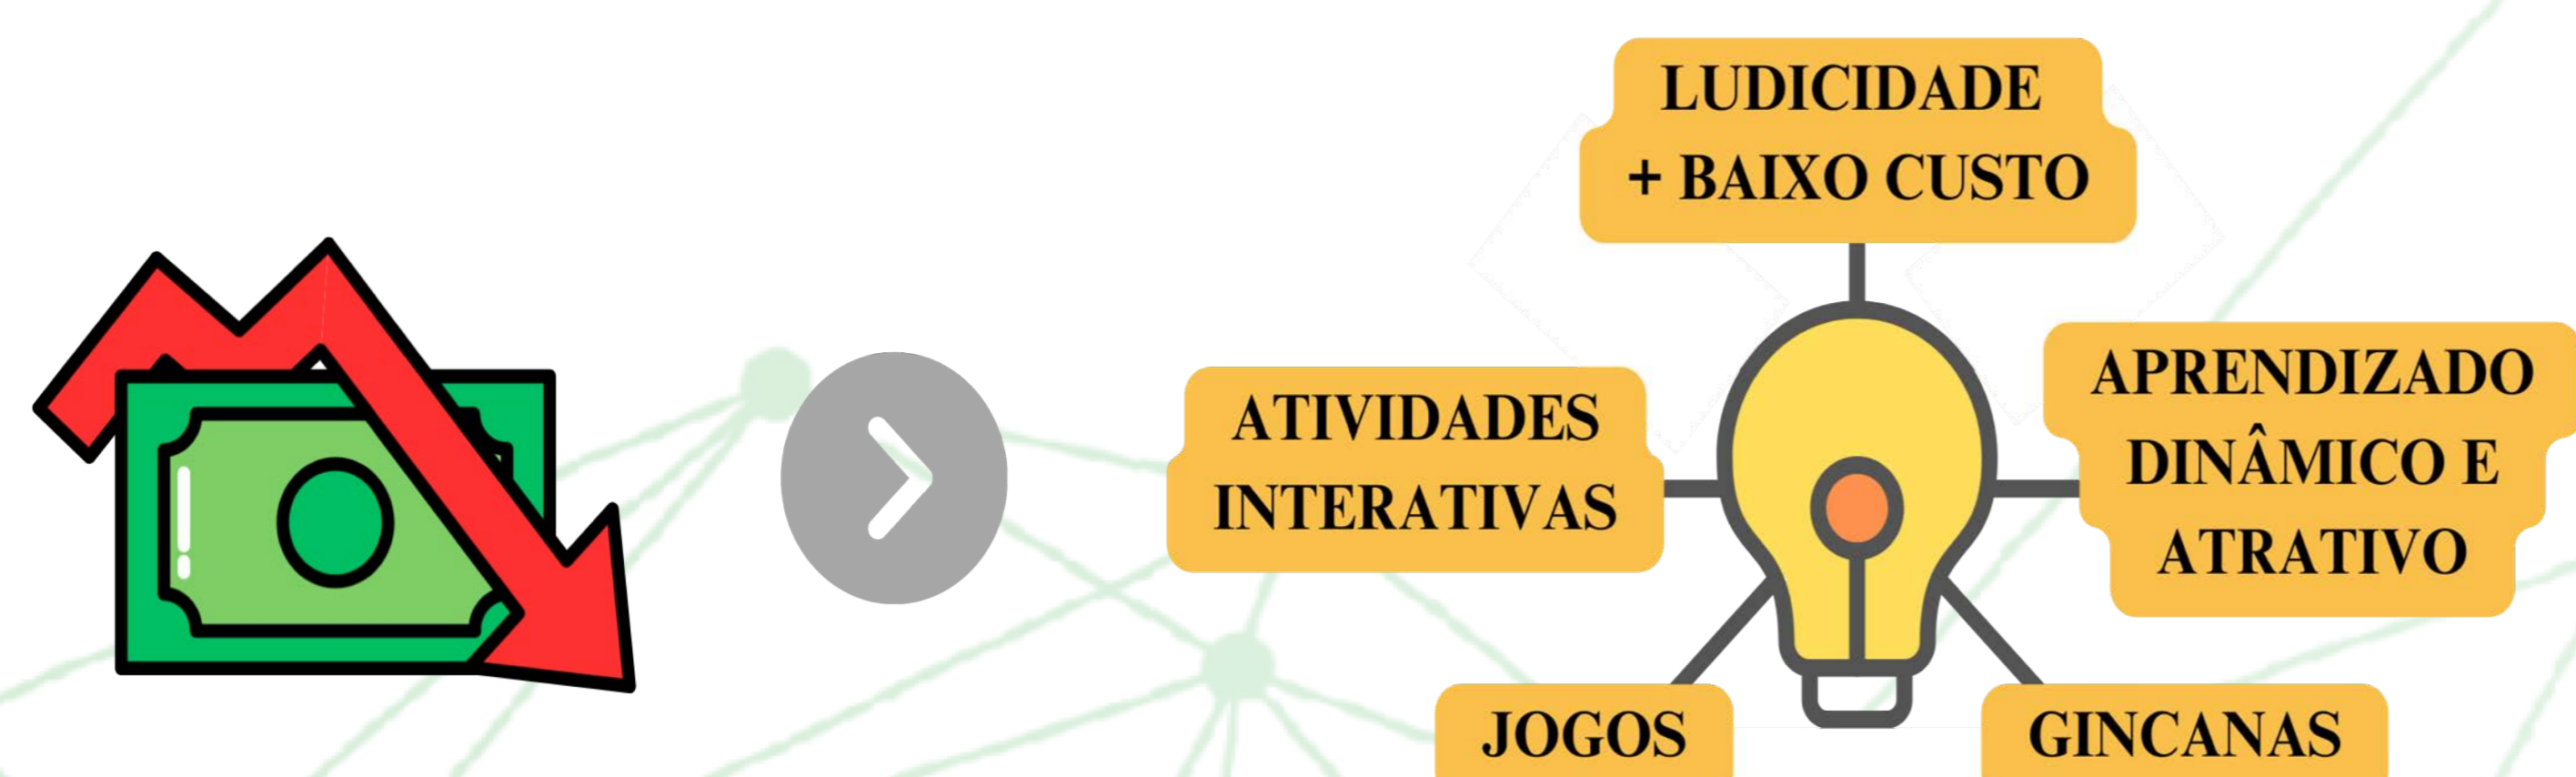 LUDICIDADE
+ BAIXO CUSTO
ATIVIDADES
INTERATIVAS
APRENDIZADO
DINÂMICO E
ATRATIVO
JOGOS
GINCANAS